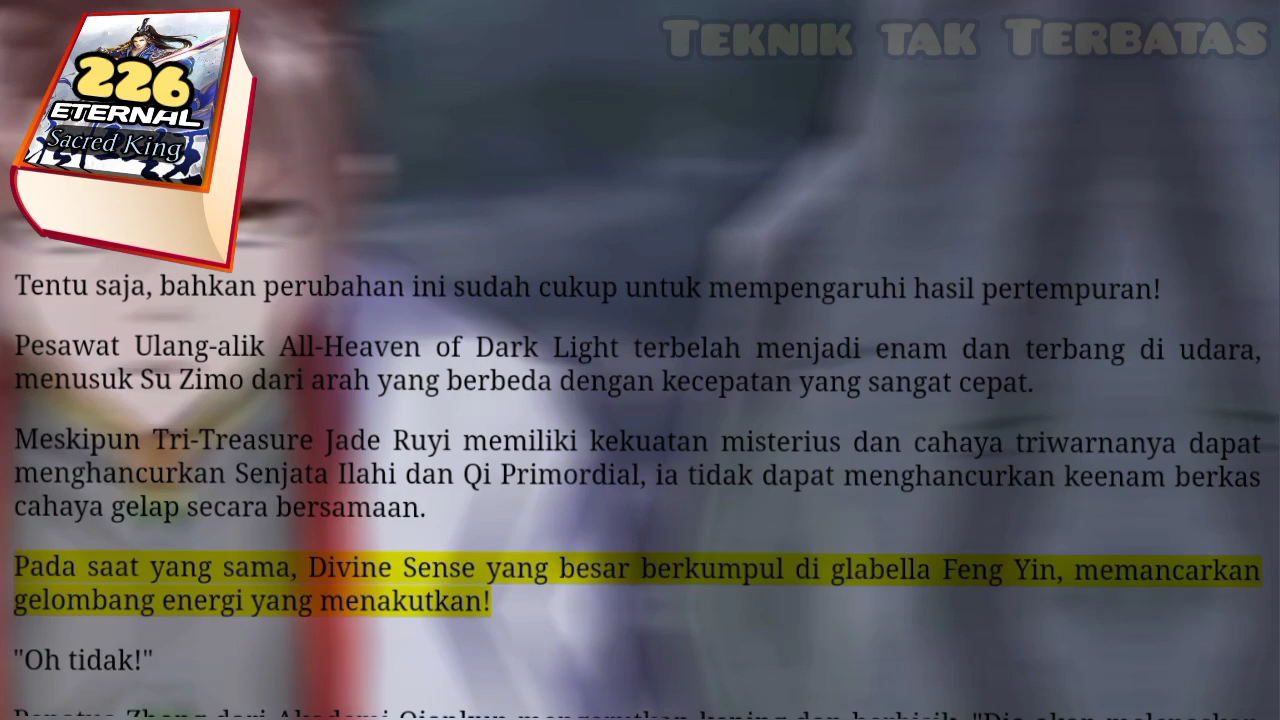 Teknik tak Terbatas
226
ETERNAL
Sacred King
Tentu saja, bahkan perubahan ini sudah cukup untuk mempengaruhi hasil pertempuran!
Pesawat Ulang-alik All-Heaven of Dark Light terbelah menjadi enam dan terbang di udara,
menusuk Su Zimo dari arah yang berbeda dengan kecepatan yang sangat cepat.
Meskipun Tri-Treasure Jade Ruyi memiliki kekuatan misterius dan cahaya triwarnanya dapat
menghancurkan Senjata Ilahi dan Qi Primordial, ia tidak dapat menghancurkan keenam berkas
cahaya gelap secara bersamaan.
Pada saat yang sama, Divine Sense yang besar berkumpul di glabella Feng Yin, memancarkan
gelombang energi yang menakutkan!
"Oh tidak!"